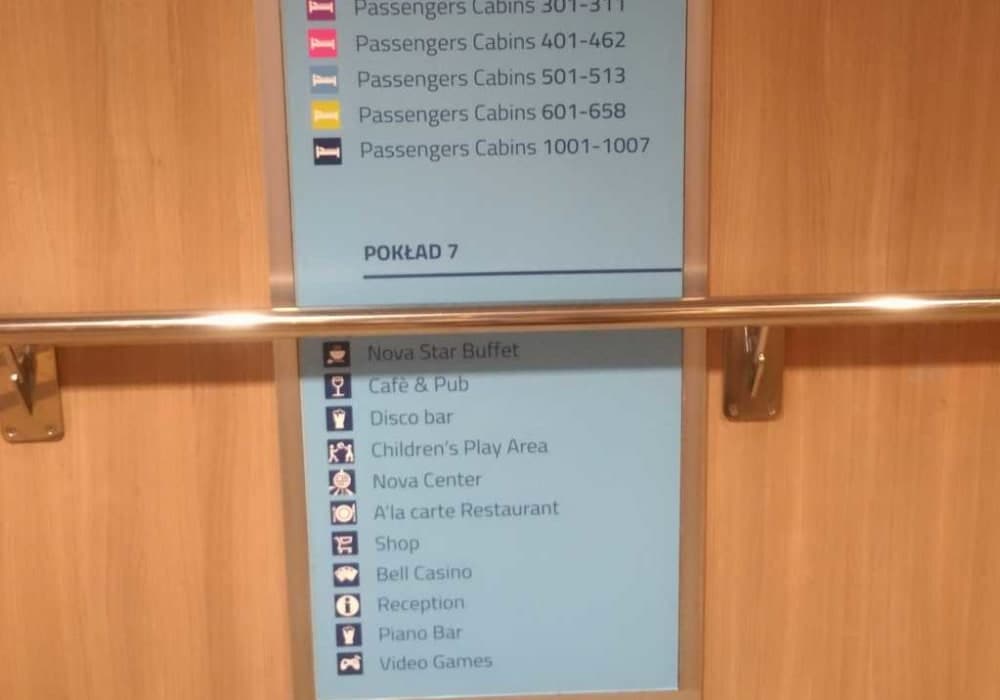 Passengers Cabins 301-311
Passengers Cabins 401-462
Passengers Cabins 501-513
Passengers Cabins 601-658
Passengers Cabins 1001-1007
POKŁAD 7
Nova Star Buffet
Cafè & Pub
Disco bar
Children's Play Area
Nova Center
A'la carte Restaurant
Shop
Bell Casino
Reception
Piano Bar
Video Games